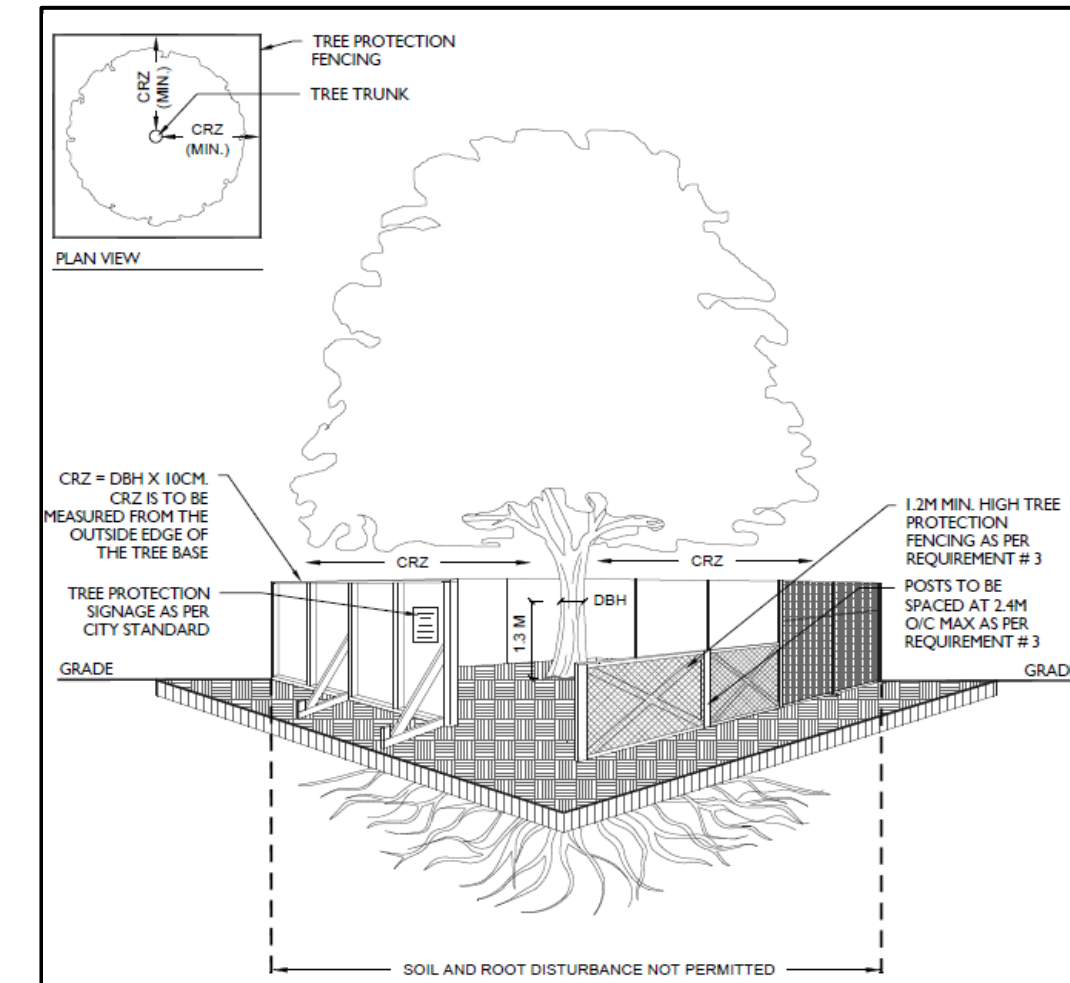 TREE PROTECTION
FENCING
TREE TRUNK
CRZ
(MIN.)
CRZ
(MIN.)
PLAN VIEW
CRZ = DBH X 10CM.
CRZ IS TO BE
MEASURED FROM THE
OUTSIDE EDGE OF
THE TREE BASE
TREE PROTECTION
SIGNAGE AS PER
CITY STANDARD
GRADE
CRZ
CRZ
DBH
1.3 M
1.2M MIN. HIGH TREE
PROTECTION
FENCING AS PER
REQUIREMENT # 3
POSTS TO BE
SPACED AT 2.4M
O/C MAX AS PER
REQUIREMENT # 3
GRAD
SOIL AND ROOT DISTURBANCE NOT PERMITTED